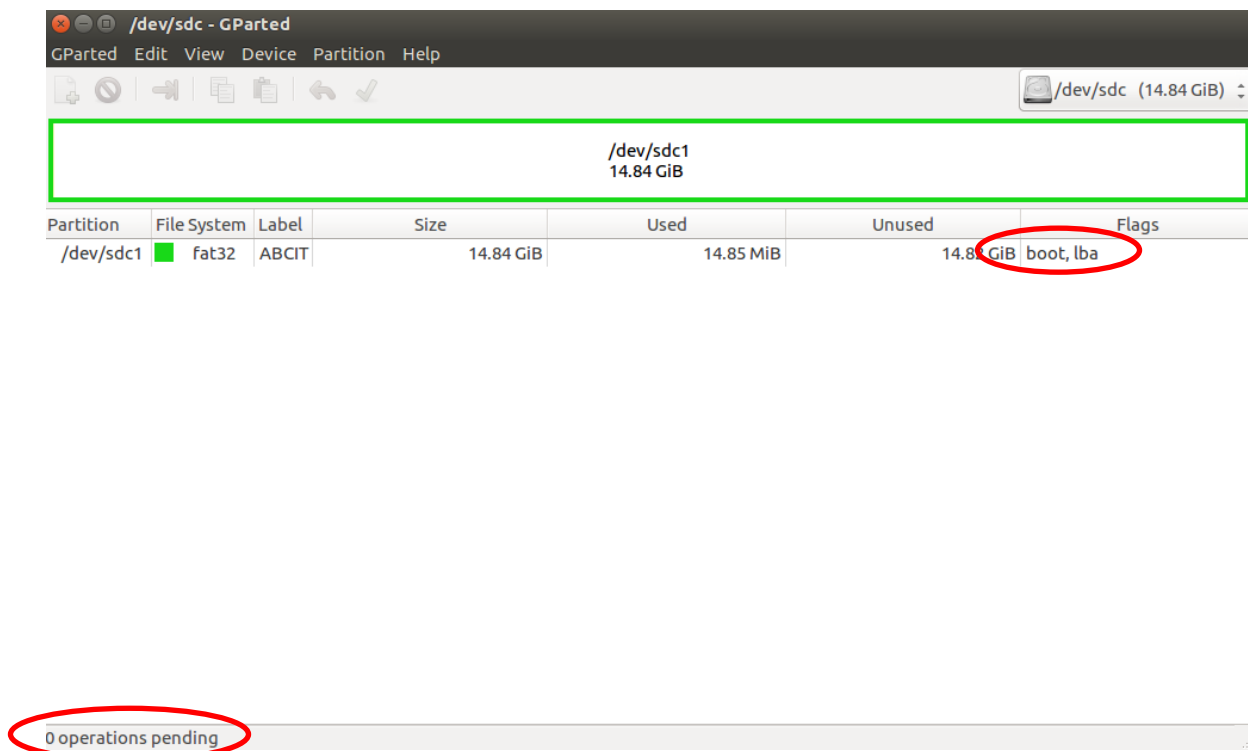 /dev/sdc - GParted
GParted Edit View Device Partition Help
/dev/sdc (14.84 GiB)
/dev/sdc1
14.84 GiB
Partition File System Label Size Used Unused Flags
/dev/sdc1 fat32 ABCIT 14.84 GiB 14.85 MiB 14.82 GiB boot, lba
0 operations pending